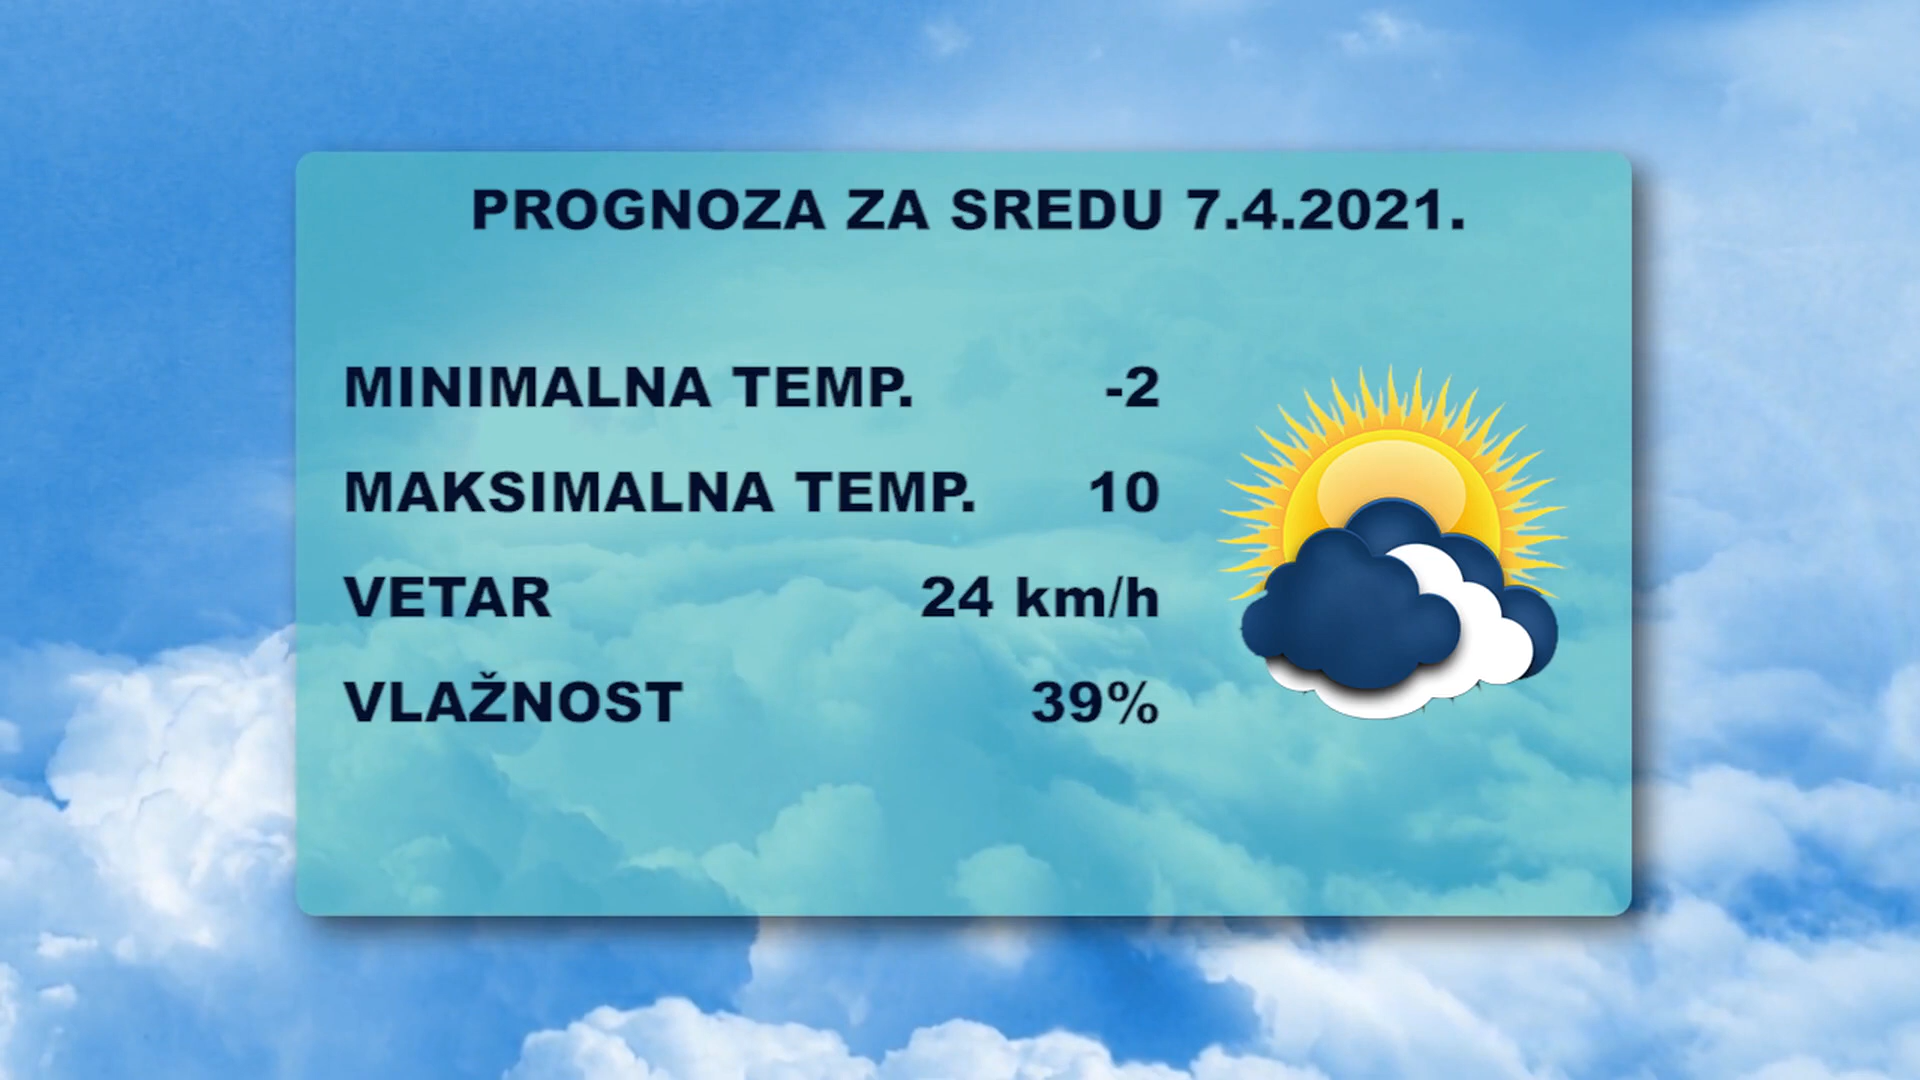 PROGNOZA ZA SREDU 7.4.2021.
MINIMALNA TEMP. -2
MAKSIMALNA TEMP. 10
VETAR 24 km/h
VLAŽNOST 39%